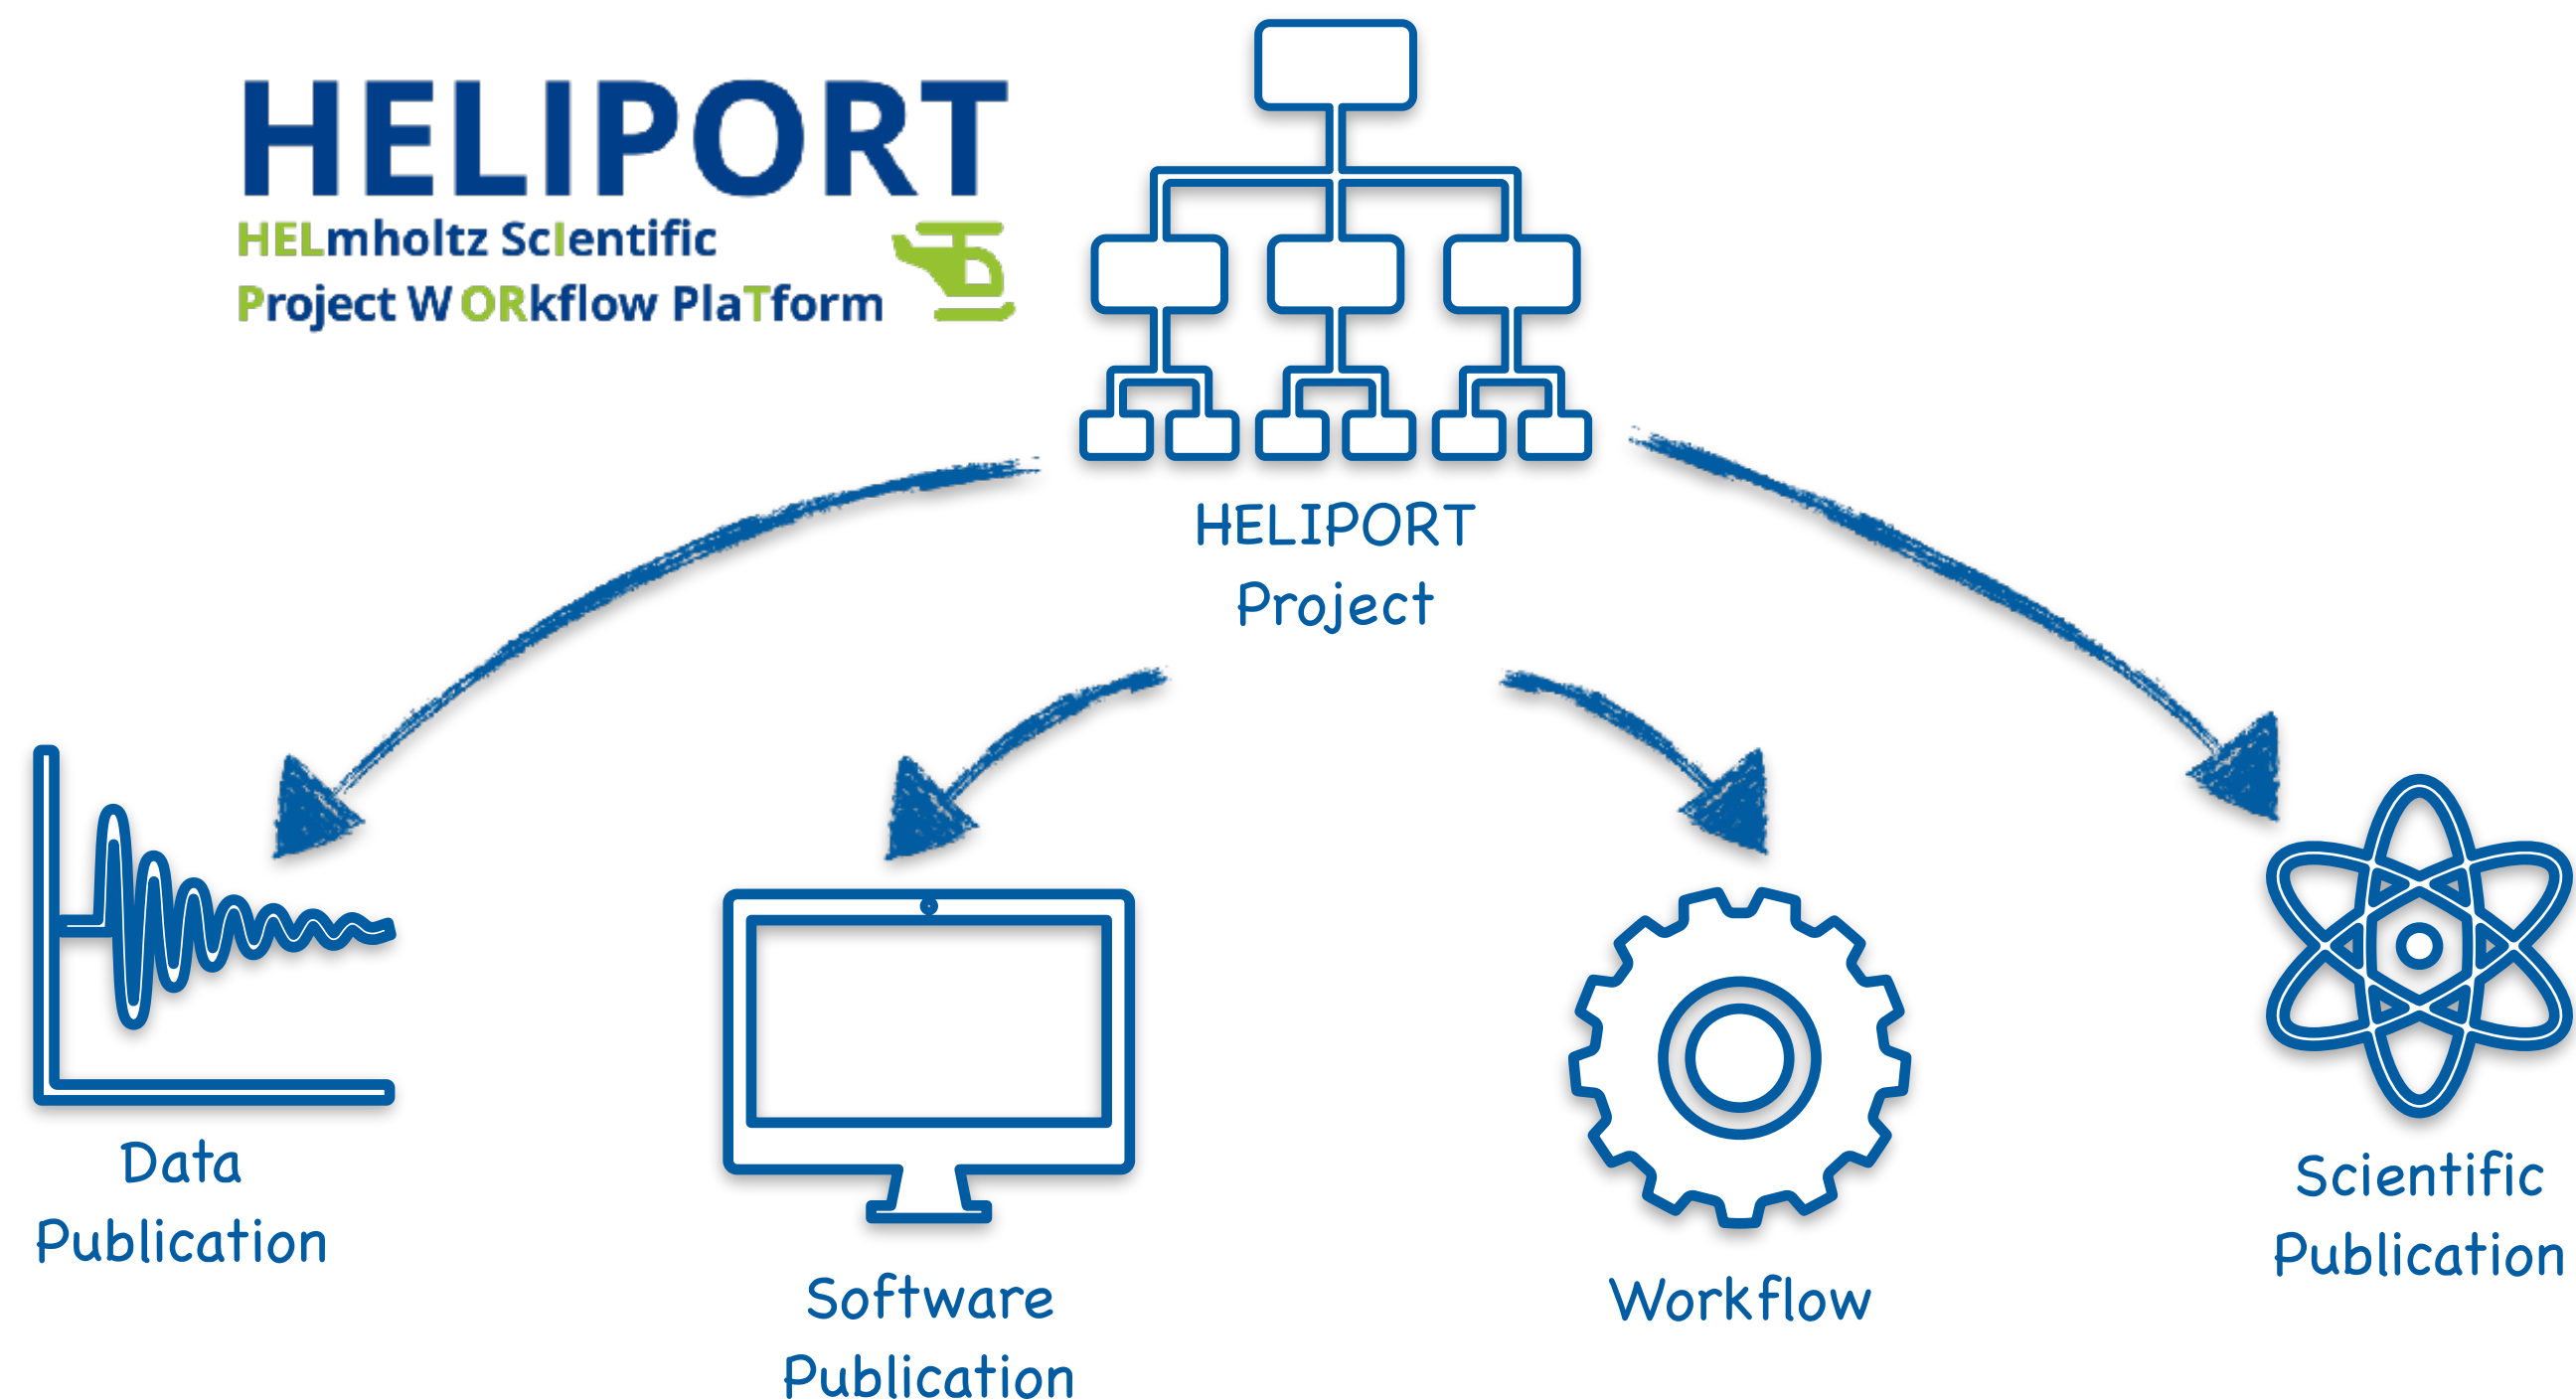 HELIPORT
HELmholtz ScIentific
Project WORkflow PlaTform
HELIPORT
Project
Data
Publication
Software
Publication
Workflow
Scientific
Publication